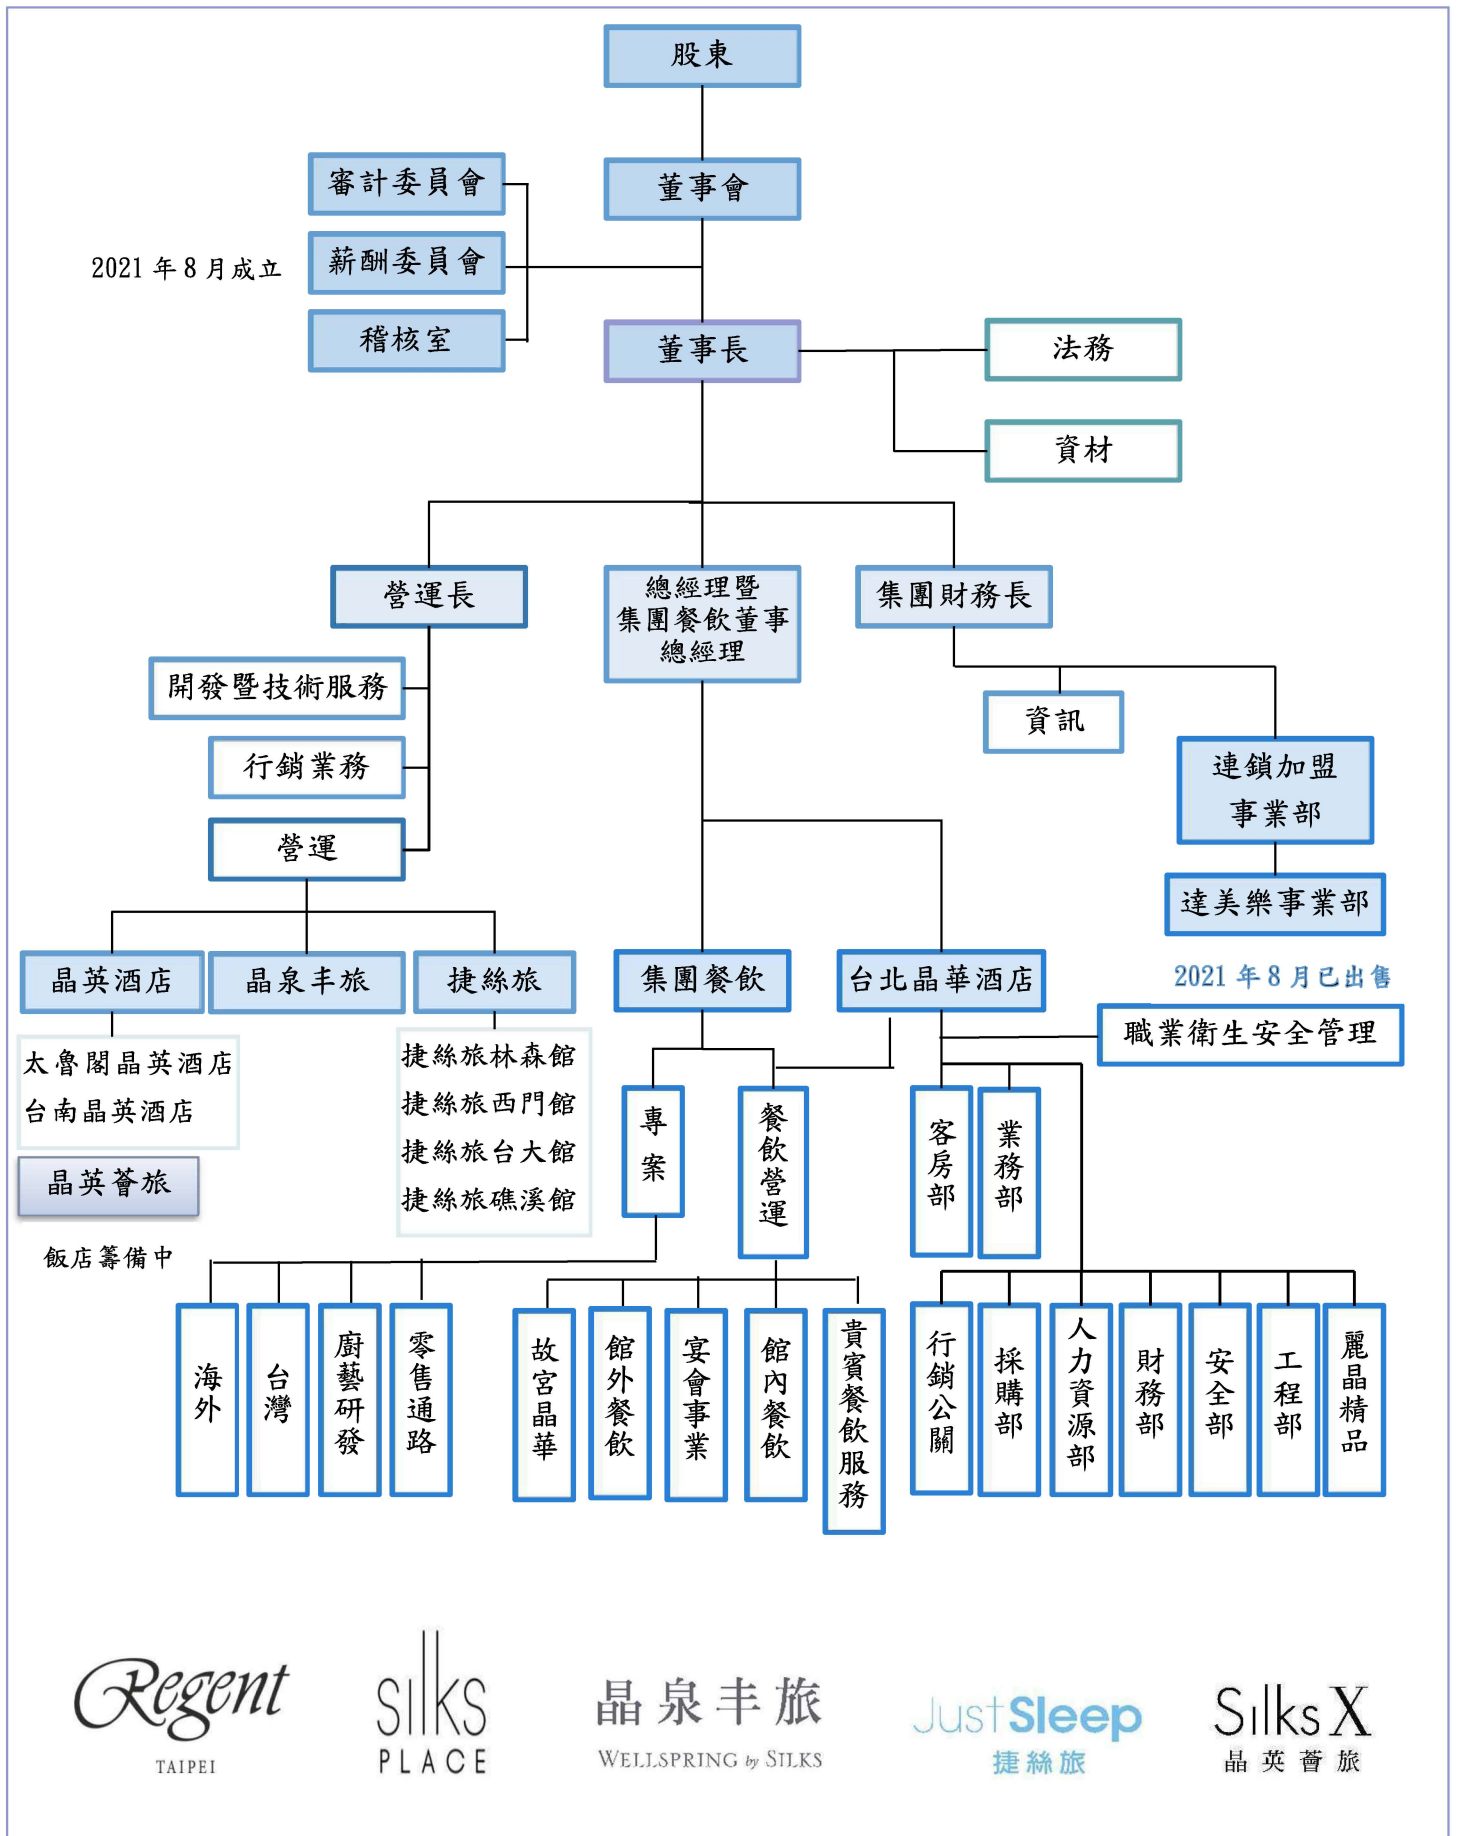 股東
審計委員會
董事會
2021 年 8 月成立
薪酬委員會
稽核室
董事長
法務
資材
營運長
總經理暨
集團餐飲董事
總經理
集團財務長
開發暨技術服務
行銷業務
營運
資訊
連鎖加盟
事業部
達美樂事業部
2021 年 8 月已出售
晶英酒店
晶泉丰旅
捷絲旅
集團餐飲
台北晶華酒店
職業衛生安全管理
太魯閣晶英酒店
台南晶英酒店
晶英薈旅
飯店籌備中
捷絲旅林森館
捷絲旅西門館
捷絲旅台大館
捷絲旅礁溪館
專案
餐飲營運
客房部
業務部
海外
台灣
廚藝研發
零售通路
故宮晶華
館外餐飲
宴會事業
館內餐飲
貴賓餐飲服務
行銷公關
採購部
人力資源部
財務部
安全部
工程部
麗晶精品
Regent
TAIPEI
sılks
PLACE
晶泉丰旅
WELLSPRING by SILKS
JustSleep
捷絲旅
Sılks X
晶英薈旅